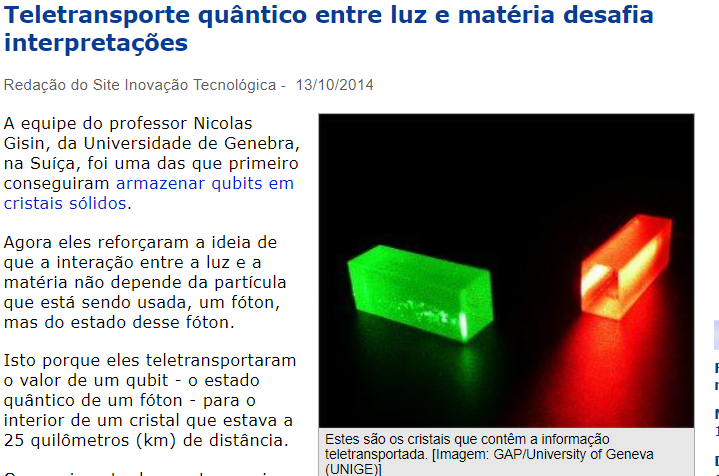 Teletransporte quântico entre luz e matéria desafia
interpretações
Redação do Site Inovação Tecnológica - 13/10/2014
A equipe do professor Nicolas
Gisin, da Universidade de Genebra,
na Suíça, foi uma das que primeiro
conseguiram armazenar qubits em
cristais sólidos.
Agora eles reforçaram a ideia de
que a interação entre a luz e a
matéria não depende da partícula
que está sendo usada, um fóton,
mas do estado desse fóton.
Isto porque eles teletransportaram
o valor de um qubit - o estado
quântico de um fóton - para o
interior de um cristal que estava a
25 quilômetros (km) de distância.
Estes são os cristais que contêm a informação
teletransportada. [Imagem: GAP/University of Geneva
(UNIGE)]